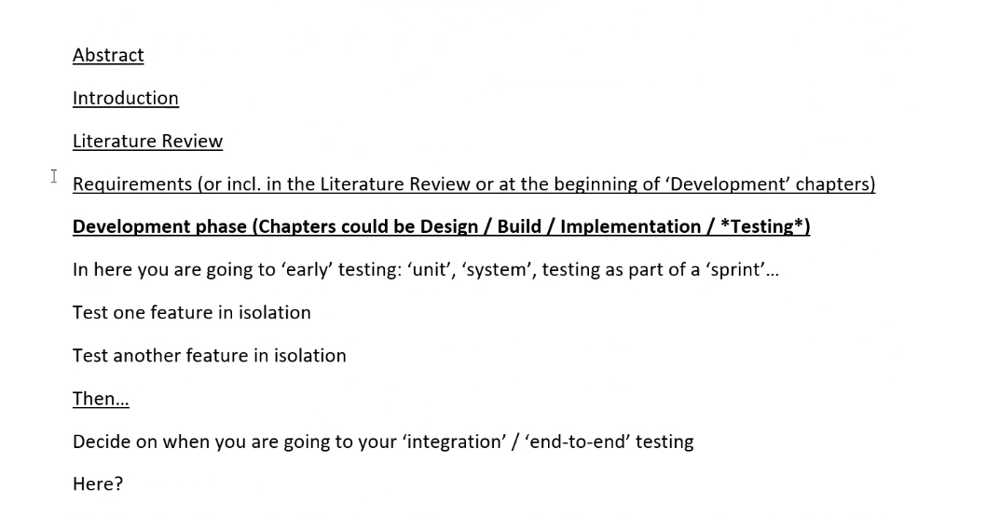 Abstract
Introduction
Literature Review
Requirements (or incl. in the Literature Review or at the beginning of ‘Development’ chapters)
Development phase (Chapters could be Design / Build / Implementation / *Testing*)
In here you are going to ‘early’ testing: ‘unit’, ‘system’, testing as part of a ‘sprint’…
Test one feature in isolation
Test another feature in isolation
Then…
Decide on when you are going to your ‘integration’ / ‘end-to-end’ testing
Here?